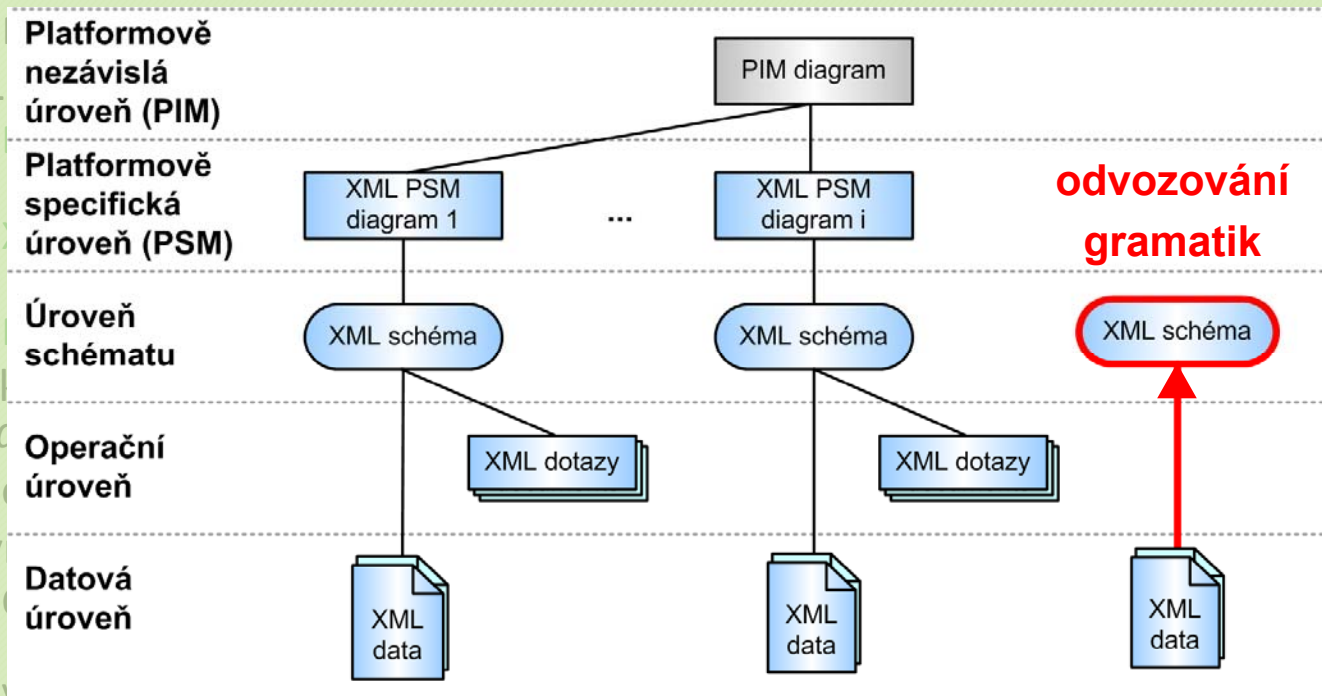 Platformově
nezávislá
úroveň (PIM)
PIM diagram
Platformově
specifická
úroveň (PSM)
XML PSM
diagram 1
...
XML PSM
diagram i
odvozování
gramatik
Úroveň
schématu
XML schéma
XML schéma
XML schéma
Operační
úroveň
XML dotazy
XML dotazy
Datová
úroveň
XML
data
XML
data
XML
data